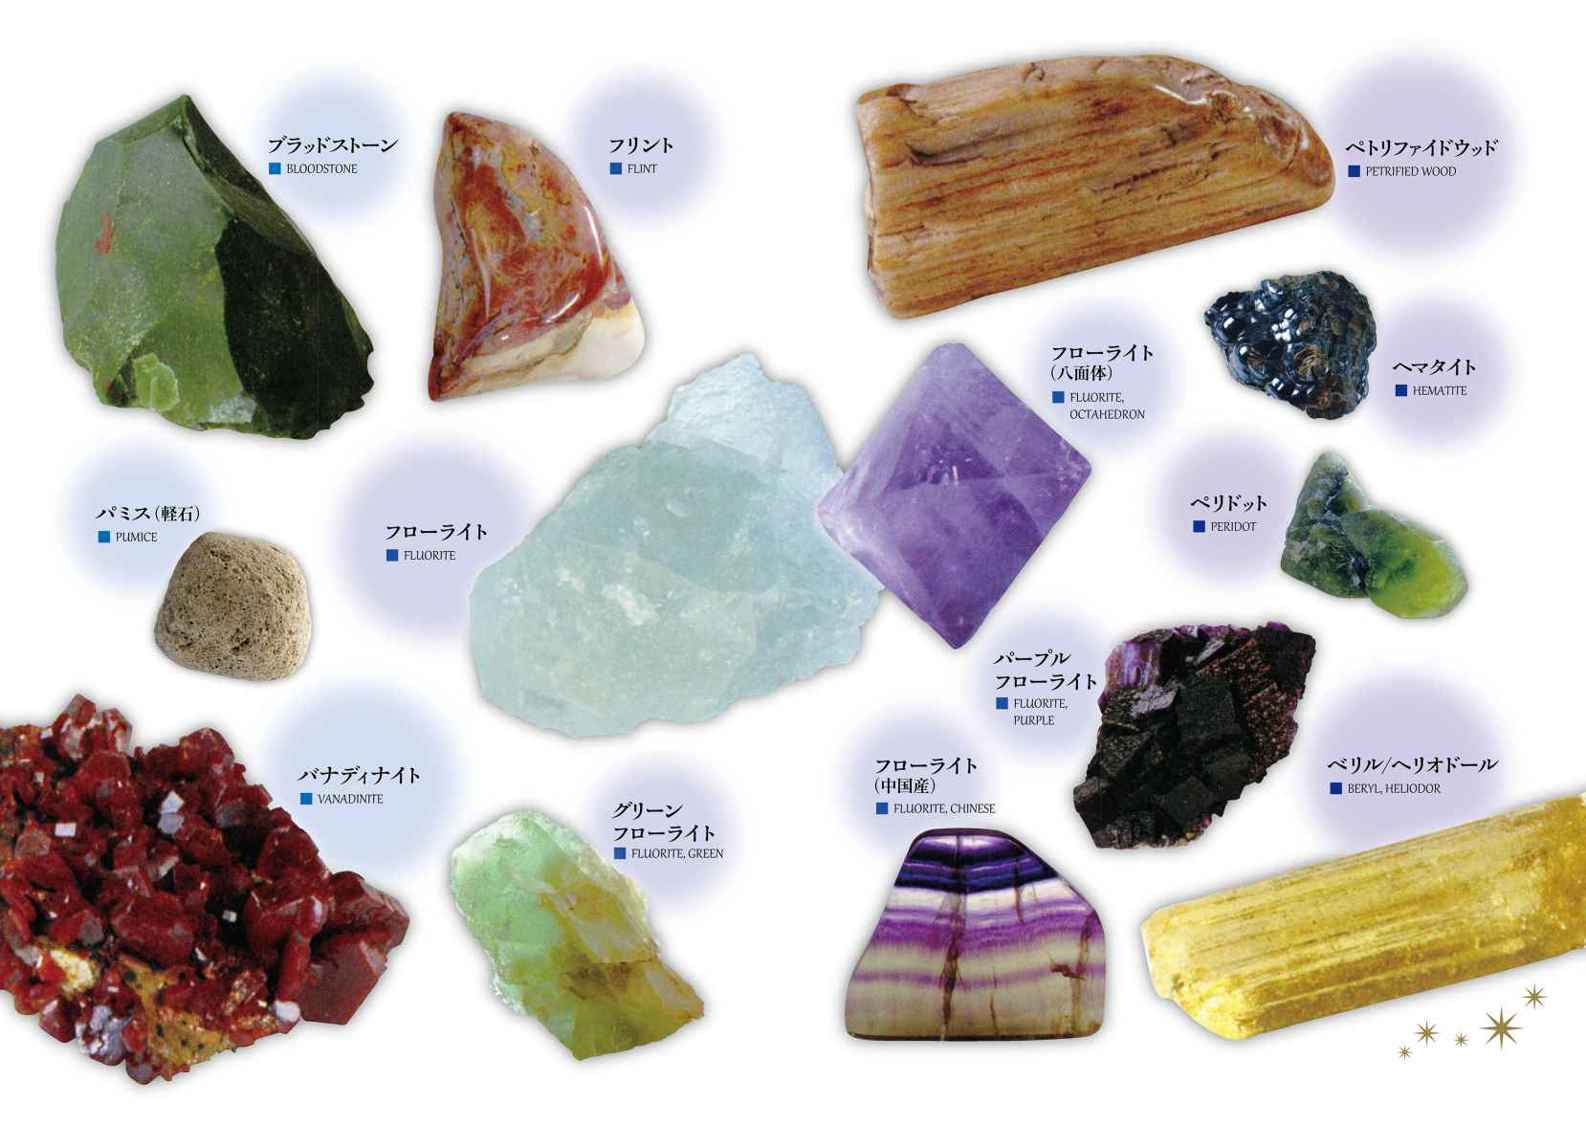 ブラッドストーン
BLOODSTONE
フリント
FLINT
パミス（軽石）
PUMICE
フローライト
FLUORITE
バナディナイト
VANADINITE
グリーン
フローライト
FLUORITE, GREEN
ペトリファイドウッド
PETRIFIED WOOD
フローライト
（八面体）
FLUORITE,
OCTAHEDRON
ヘマタイト
HEMATITE
ペリドット
PERIDOT
パープル
フローライト
FLUORITE,
PURPLE
フローライト
（中国産）
FLUORITE, CHINESE
ベリル/ヘリオドール
BERYL, HELIODOR